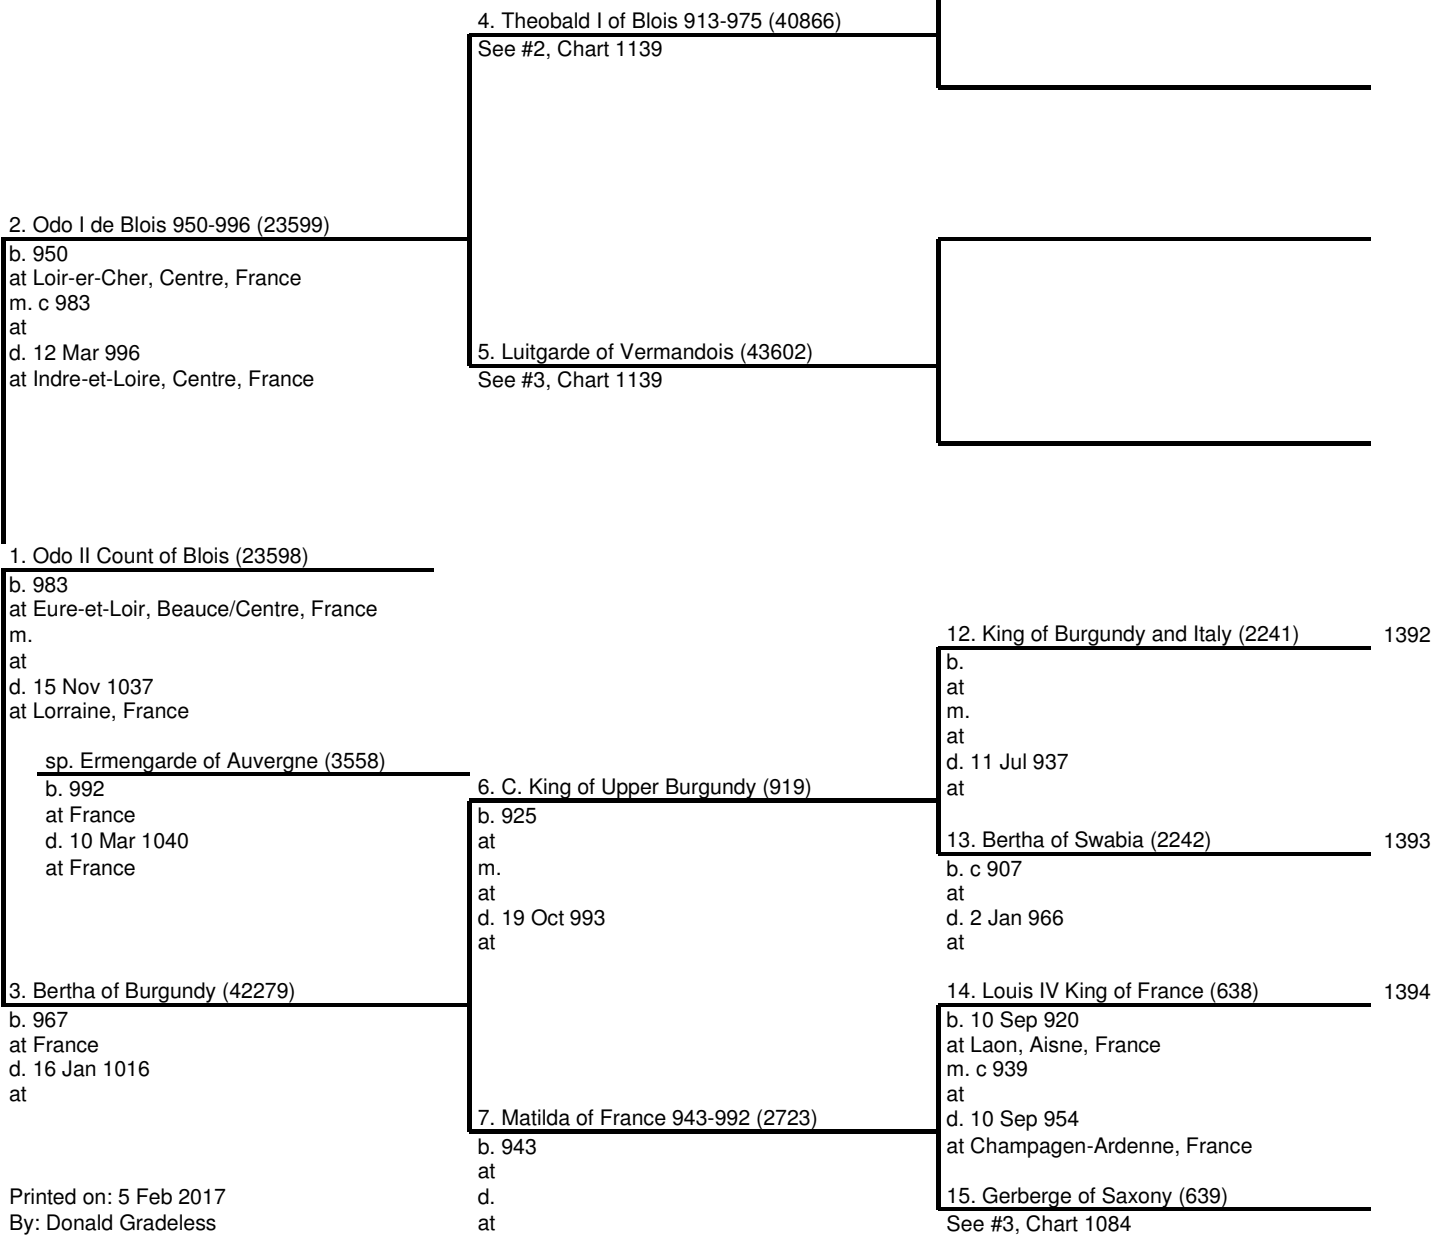 4. Theobald I of Blois 913-975 (40866)
See #2, Chart 1139
2. Odo I de Blois 950-996 (23599)
b. 950
at Loir-er-Cher, Centre, France
m. c 983
at
d. 12 Mar 996
at Indre-et-Loire, Centre, France
5. Luitgarde of Vermandois (43602)
See #3, Chart 1139
1. Odo II Count of Blois (23598)
b. 983
at Eure-et-Loir, Beauce/Centre, France
m.
at
d. 15 Nov 1037
at Lorraine, France
sp. Ermengarde of Auvergne (3558)
b. 992
at France
d. 10 Mar 1040
at France
12. King of Burgundy and Italy (2241) 1392
b.
at
m.
at
d. 11 Jul 937
at
6. C. King of Upper Burgundy (919)
b. 925
at
m.
at
d. 19 Oct 993
at
13. Bertha of Swabia (2242) 1393
b. c 907
at
d. 2 Jan 966
at
3. Bertha of Burgundy (42279)
b. 967
at France
d. 16 Jan 1016
at
14. Louis IV King of France (638) 1394
b. 10 Sep 920
at Laon, Aisne, France
m. c 939
at
d. 10 Sep 954
at Champagen-Ardenne, France
7. Matilda of France 943-992 (2723)
b. 943
at
d.
at
15. Gerberge of Saxony (639)
See #3, Chart 1084
Printed on: 5 Feb 2017
By: Donald Gradeless